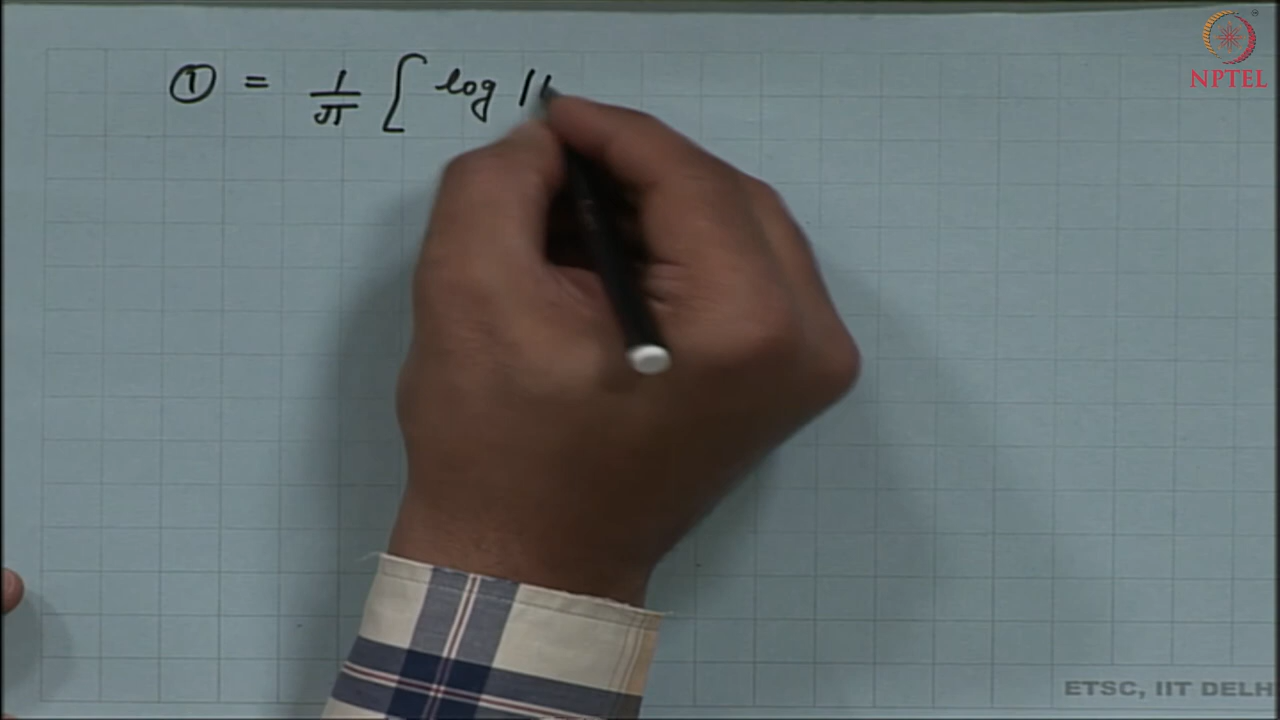 ① = 1/π [ log |
NPTEL
ETSC, IIT DELH